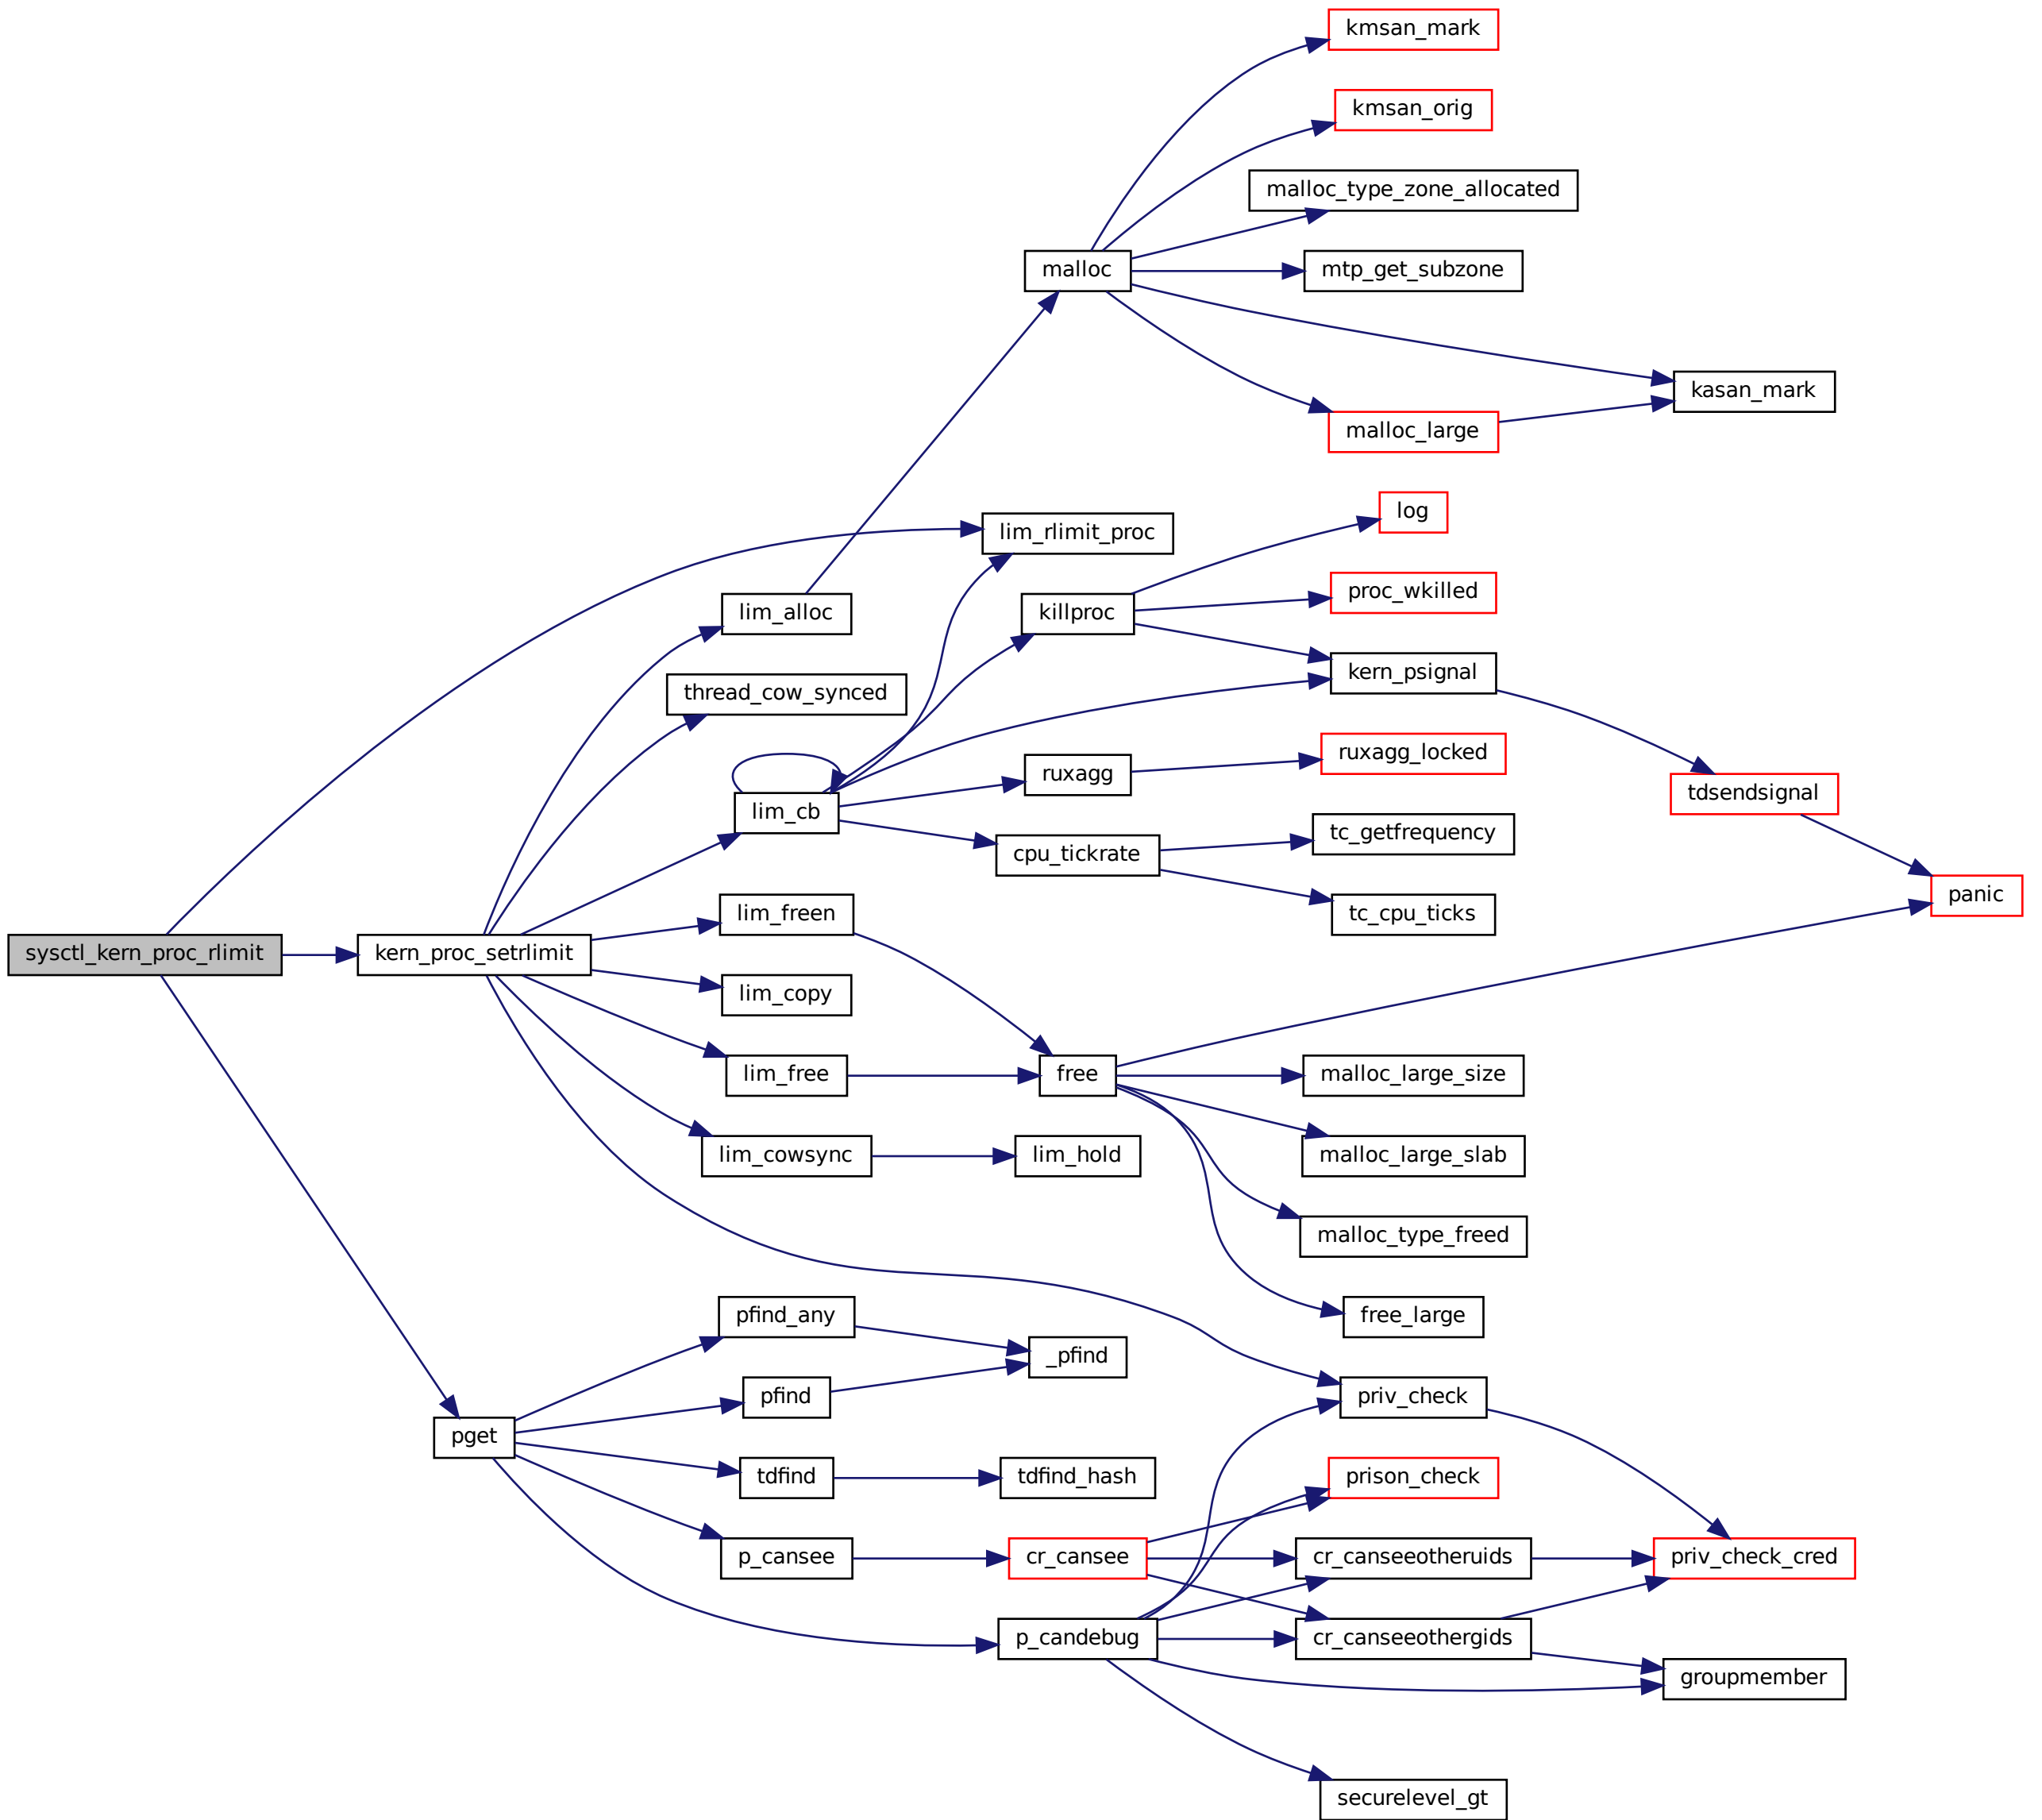 kmsan_mark
kmsan_orig
malloc_type_zone_allocated
malloc
mtp_get_subzone
kasan_mark
malloc_large
log
lim_rlimit_proc
proc_wkilled
lim_alloc
killproc
kern_psignal
thread_cow_synced
ruxagg_locked
ruxagg
tdsendsignal
lim_cb
tc_getfrequency
cpu_tickrate
panic
lim_freen
tc_cpu_ticks
sysctl_kern_proc_rlimit
kern_proc_setrlimit
lim_copy
lim_free
free
malloc_large_size
lim_cowsync
lim_hold
malloc_large_slab
malloc_type_freed
pfind_any
free_large
_pfind
pfind
priv_check
pget
tdfind
tdfind_hash
prison_check
p_cansee
cr_cansee
cr_canseeotheruids
priv_check_cred
p_candebug
cr_canseeothergids
groupmember
securelevel_gt